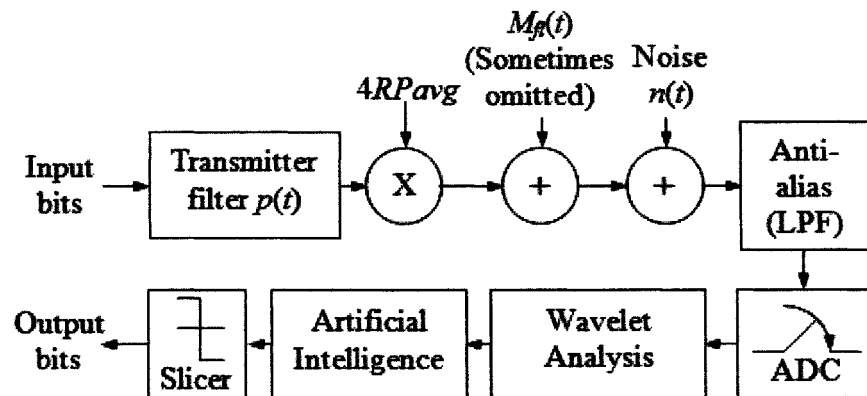 M_fl(t)
(Sometimes
omitted)
Noise
n(t)
4RPavg
Input
bits
Transmitter
filter p(t)
X
+
+
Anti-
alias
(LPF)
Output
bits
Slicer
Artificial
Intelligence
Wavelet
Analysis
ADC